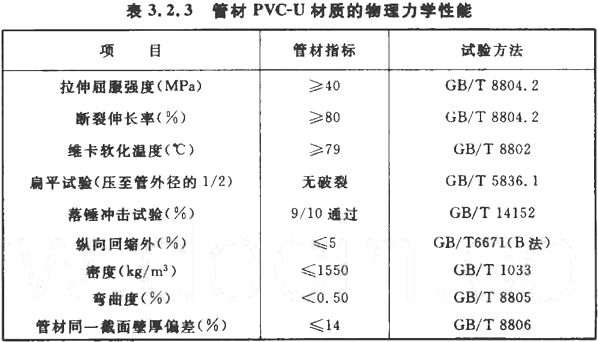 表 3.2.3 管材 PVC-U 材质的物理力学性能
项 目 管材指标 试验方法
拉伸屈服强度(MPa) ≥40 GB/T 8804.2
断裂伸长率(%) ≥80 GB/T 8804.2
维卡软化温度(℃) ≥79 GB/T 8802
扁平试验(压至管外径的 1/2) 无破裂 GB/T 5836.1
落锤冲击试验(%) 9/10 通过 GB/T 14152
纵向回缩外(%) ≤5 GB/T6671(B 法)
密度(kg/m³) ≤1550 GB/T 1033
弯曲度(%) <0.50 GB/T 8805
管材同一截面壁厚偏差(%) ≤14 GB/T 8806